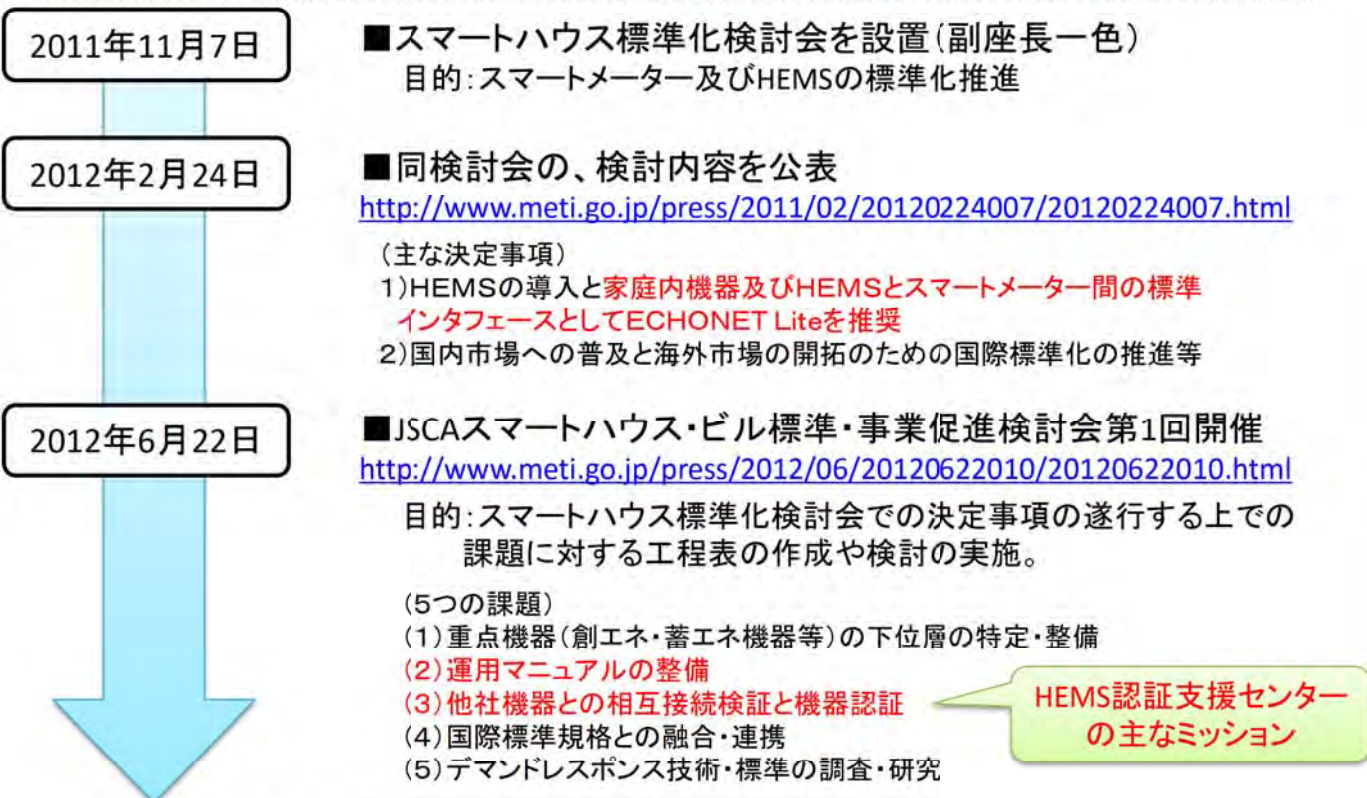 2011年11月7日
■スマートハウス標準化検討会を設置(副座長一色)
目的:スマートメーター及びHEMSの標準化推進
2012年2月24日
■同検討会の、検討内容を公表
http://www.meti.go.jp/press/2011/02/20120224007/20120224007.html
(主な決定事項)
1)HEMSの導入と家庭内機器及びHEMSとスマートメーター間の標準
インタフェースとしてECHONET Liteを推奨
2)国内市場への普及と海外市場の開拓のための国際標準化の推進等
2012年6月22日
■JSCAスマートハウス・ビル標準・事業促進検討会第1回開催
http://www.meti.go.jp/press/2012/06/20120622010/20120622010.html
目的:スマートハウス標準化検討会での決定事項の遂行する上での
課題に対する工程表の作成や検討の実施。
(5つの課題)
(1)重点機器(創エネ・蓄エネ機器等)の下位層の特定・整備
(2)運用マニュアルの整備
(3)他社機器との相互接続検証と機器認証
(4)国際標準規格との融合・連携
(5)デマンドレスポンス技術・標準の調査・研究
HEMS認証支援センター
の主なミッション